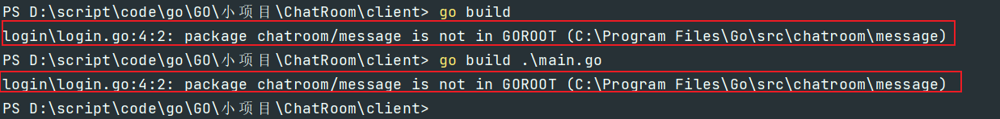 PS D:\script\code\go\GO\小项目\ChatRoom\client> go build
login\login.go:4:2: package chatroom/message is not in GOROOT (C:\Program Files\Go\src\chatroom\message)
PS D:\script\code\go\GO\小项目\ChatRoom\client> go build .\main.go
login\login.go:4:2: package chatroom/message is not in GOROOT (C:\Program Files\Go\src\chatroom\message)
PS D:\script\code\go\GO\小项目\ChatRoom\client>